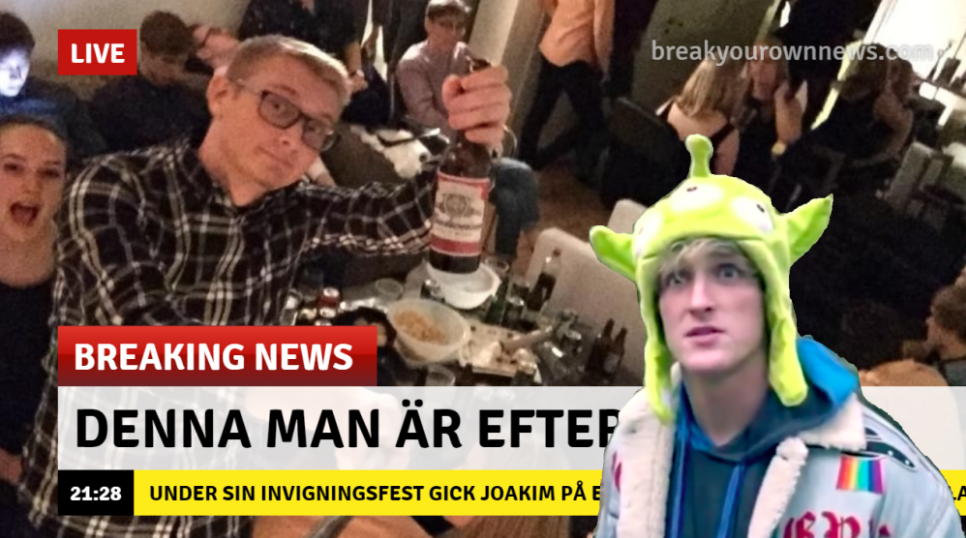 LIVE
breakyourownnews.com
BREAKING NEWS
DENNA MAN ÄR EFTER
21:28
UNDER SIN INVIGNINGSFEST GICK JOAKIM PÅ